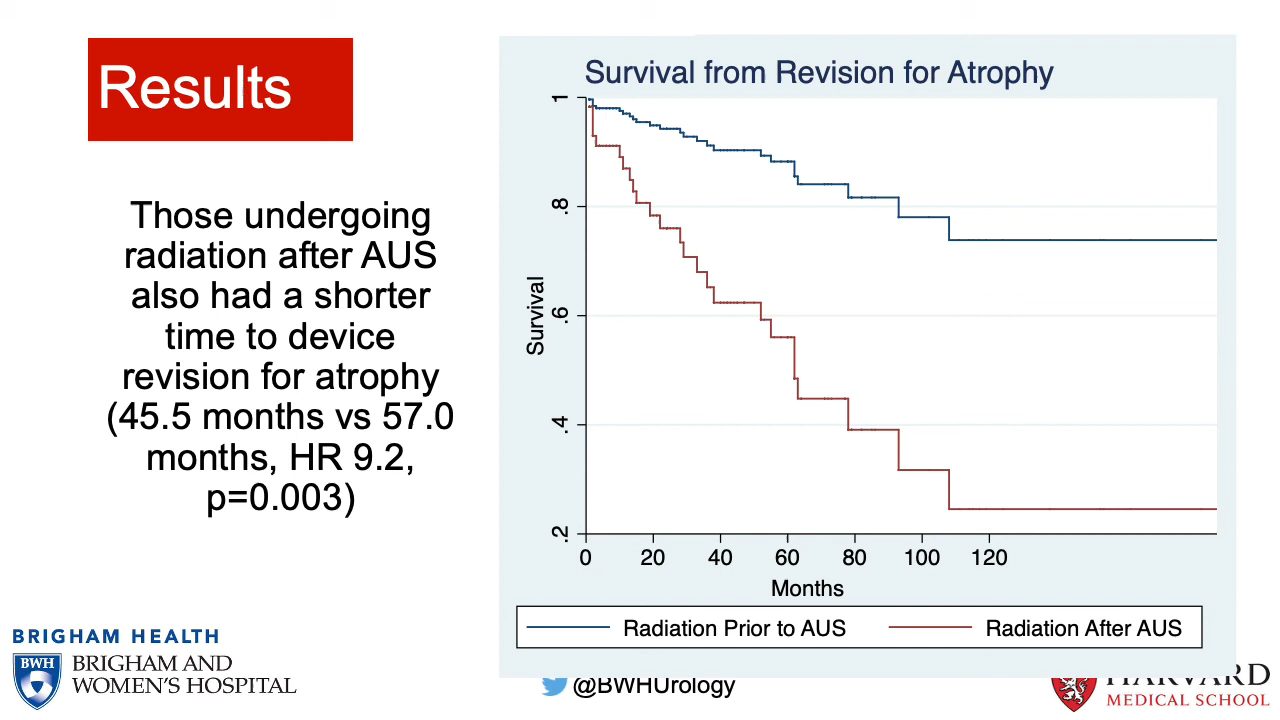 Results
Those undergoing
radiation after AUS
also had a shorter
time to device
revision for atrophy
(45.5 months vs 57.0
months, HR 9.2,
p=0.003)
Survival from Revision for Atrophy
Survival
1
.8
.6
.4
.2
0 20 40 60 80 100 120
Months
Radiation Prior to AUS Radiation After AUS
BRIGHAM HEALTH
BWH
BRIGHAM AND
WOMEN'S HOSPITAL
@BWHUrology
HARVARD
MEDICAL SCHOOL